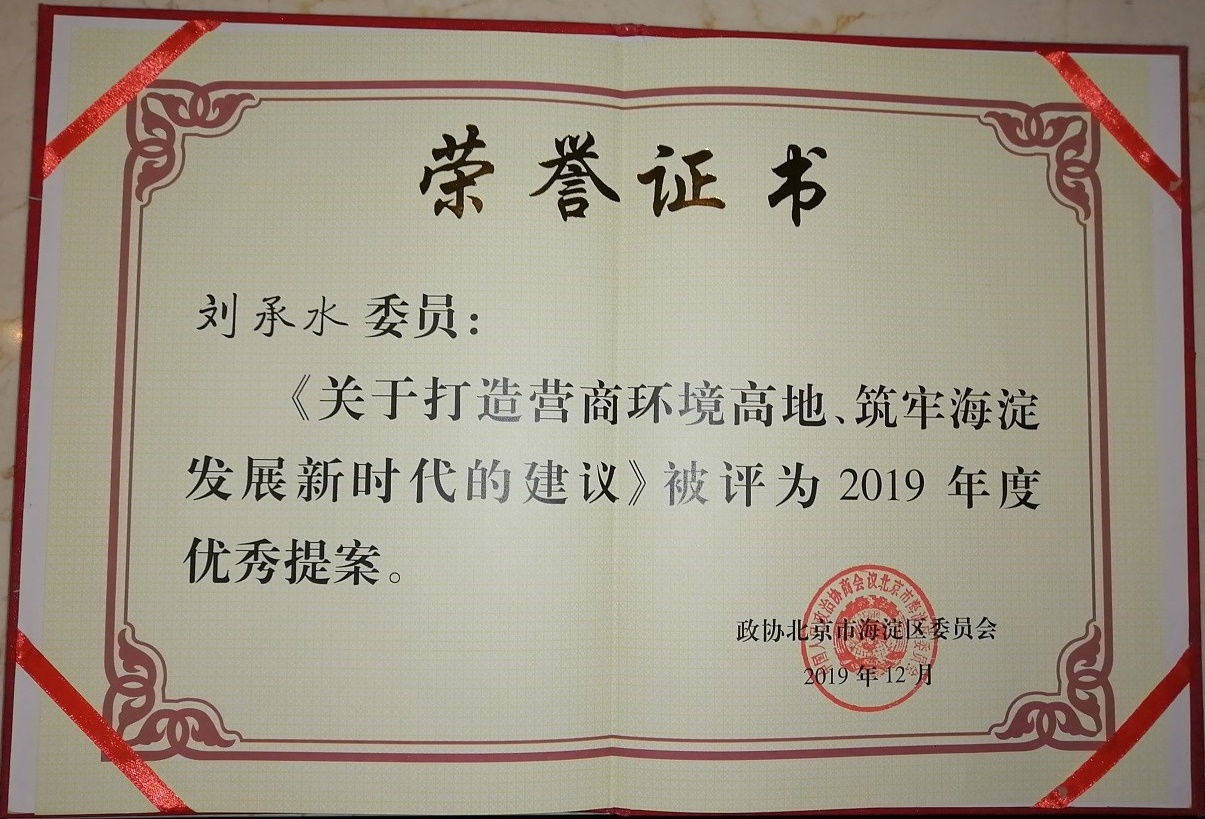 荣誉证书
刘承水委员：
《关于打造营商环境高地、筑牢海淀
发展新时代的建议》被评为 2019 年度
优秀提案。
政协北京市海淀区委员会
2019 年 12 月